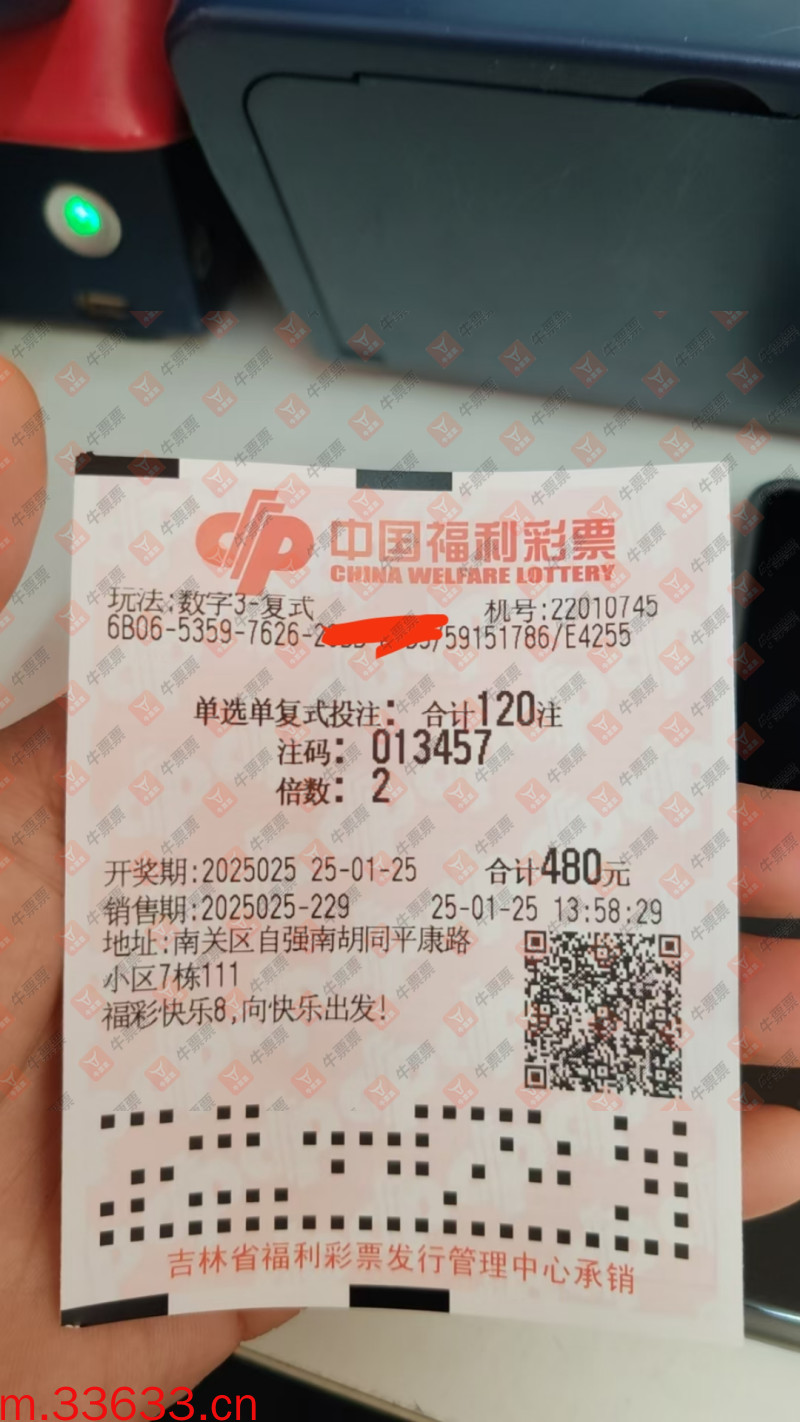 中国福利彩票
CHINA WELFARE LOTTERY
玩法:数字3-复式 机号:22010745
6B06-5359-7626- /59151786/E4255
单选单复式投注: 合计120注
注码: 013457
倍数: 2
开奖期:2025025 25-01-25 合计480元
销售期:2025025-229 25-01-25 13:58:29
地址:南关区自强南胡同平康路
小区7栋111
福彩快乐8,向快乐出发!
吉林省福利彩票发行管理中心承销
牛票票
m.33633.cn